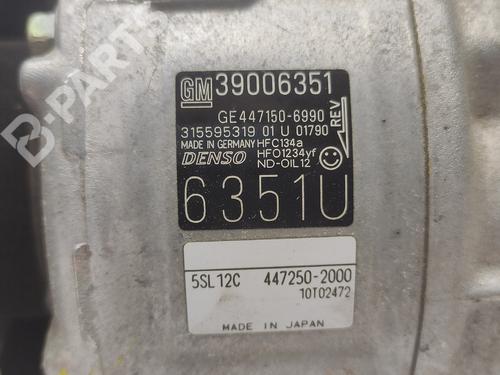 B-PARTS
GM 39006351
GE447150-6990
315595319 01 U 01790
REV
MADE IN GERMANY HFC134a
DENSO HFO1234yf
ND-OIL12
6351U
5SL12C 447250-2000
10T02472
MADE IN JAPAN